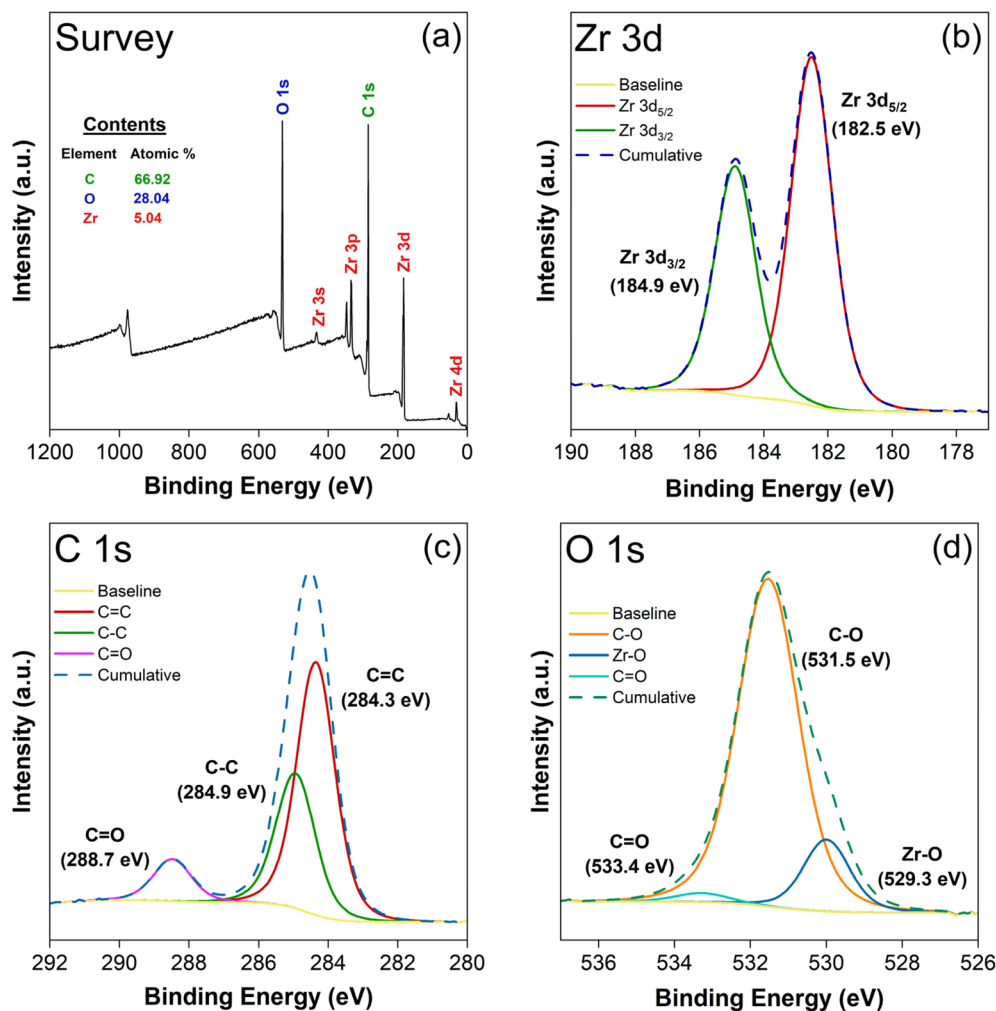 Survey
(a)
Contents
Element Atomic %
C 66.92
O 28.04
Zr 5.04
O 1s
C 1s
Zr 3s
Zr 3p
Zr 3d
Zr 4d
Intensity (a.u.)
1200 1000 800 600 400 200 0
Binding Energy (eV)
Zr 3d
(b)
Baseline
Zr 3d5/2
Zr 3d3/2
Cumulative
Zr 3d5/2
(182.5 eV)
Zr 3d3/2
(184.9 eV)
Intensity (a.u.)
190 188 186 184 182 180 178
Binding Energy (eV)
C 1s
(c)
Baseline
C=C
C-C
C=O
Cumulative
C=C
(284.3 eV)
C-C
(284.9 eV)
C=O
(288.7 eV)
Intensity (a.u.)
292 290 288 286 284 282 280
Binding Energy (eV)
O 1s
(d)
Baseline
C-O
Zr-O
C=O
Cumulative
C-O
(531.5 eV)
C=O
(533.4 eV)
Zr-O
(529.3 eV)
Intensity (a.u.)
536 534 532 530 528 526
Binding Energy (eV)